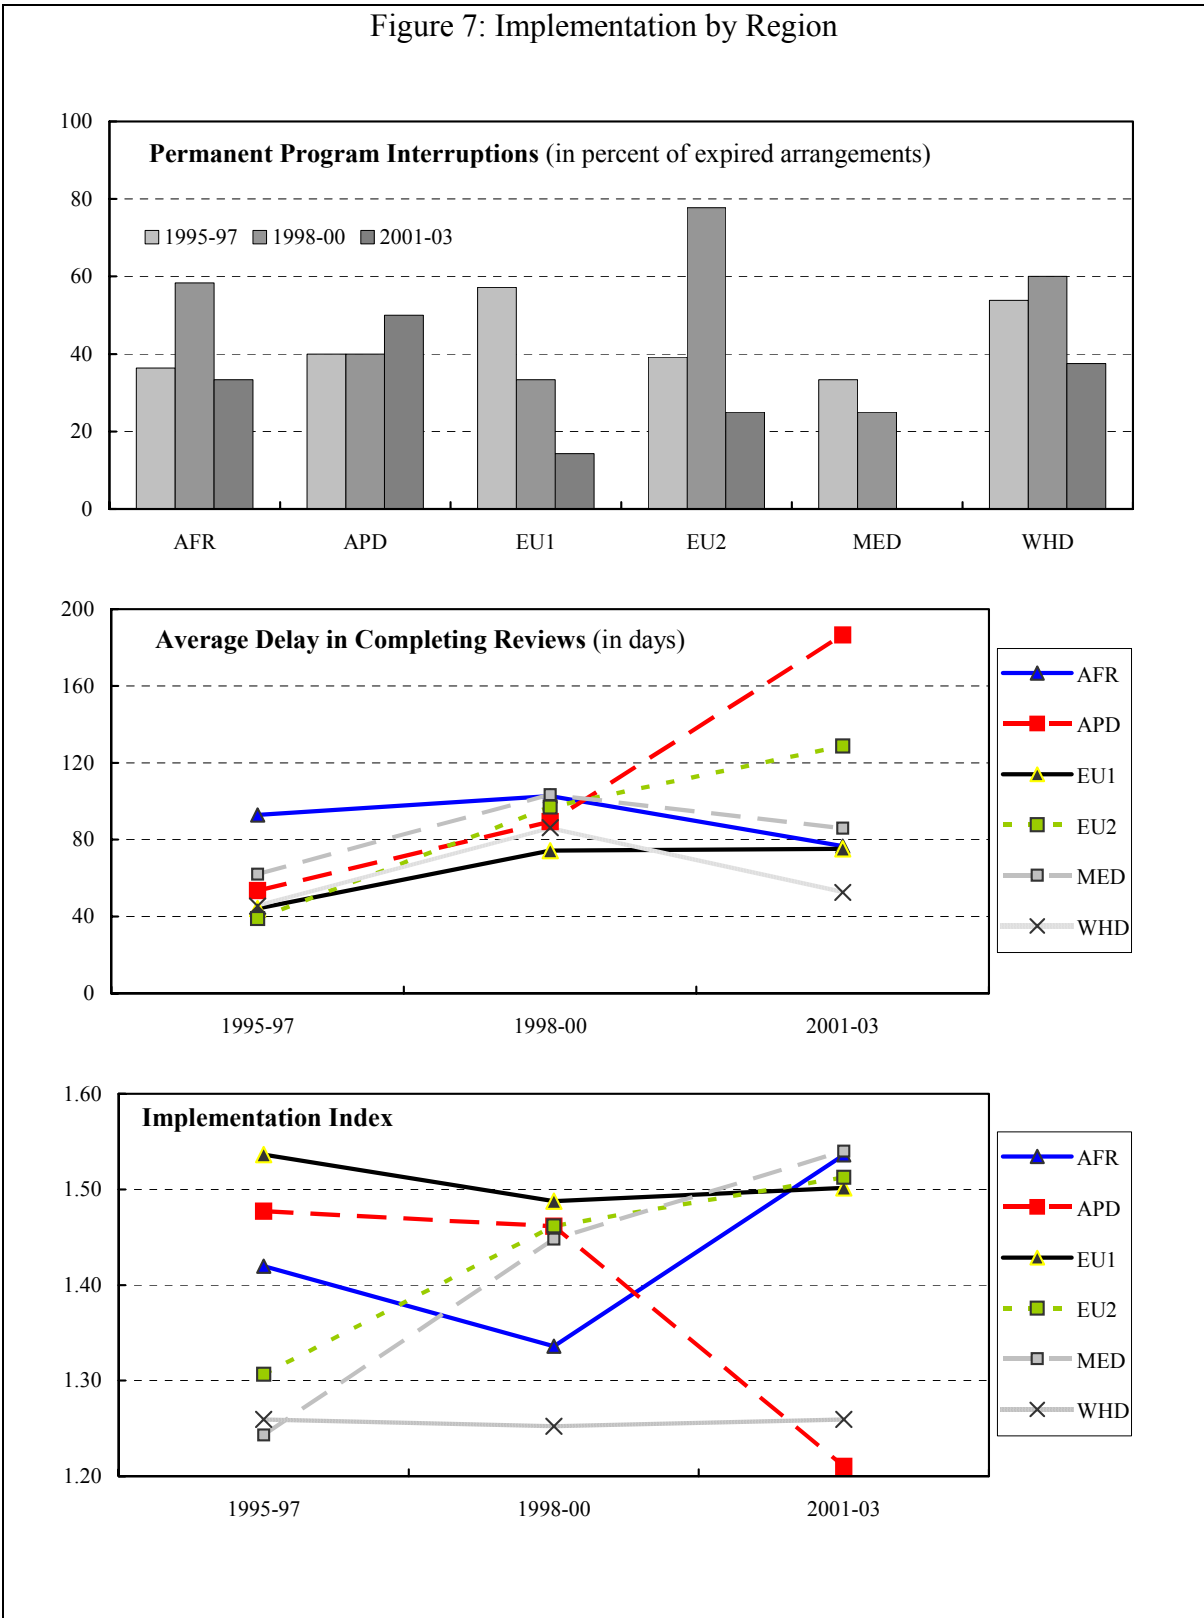 Figure 7: Implementation by Region
100
80
60
40
20
0
Permanent Program Interruptions (in percent of expired arrangements)
1995-97 1998-00 2001-03
AFR APD EU1 EU2 MED WHD
200
160
120
80
40
0
Average Delay in Completing Reviews (in days)
1995-97 1998-00 2001-03
AFR
APD
EU1
EU2
MED
WHD
1.60
1.50
1.40
1.30
1.20
Implementation Index
1995-97 1998-00 2001-03
AFR
APD
EU1
EU2
MED
WHD